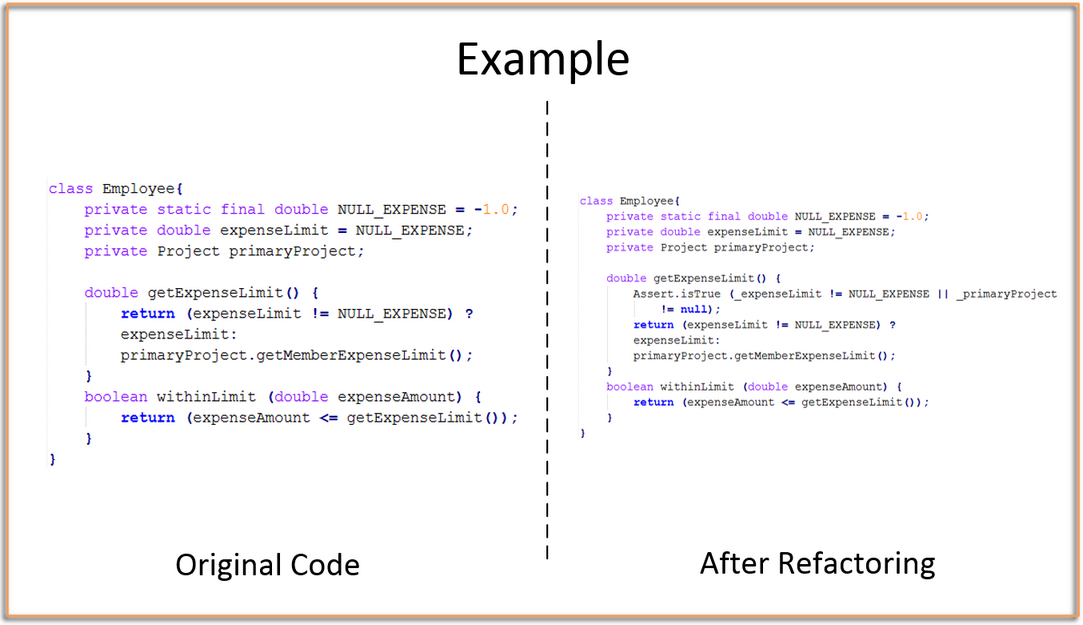 Example
class Employee{
    private static final double NULL_EXPENSE = -1.0;
    private double expenseLimit = NULL_EXPENSE;
    private Project primaryProject;

    double getExpenseLimit() {
        return (expenseLimit != NULL_EXPENSE) ?
        expenseLimit:
        primaryProject.getMemberExpenseLimit();
    }
    boolean withinLimit (double expenseAmount) {
        return (expenseAmount <= getExpenseLimit());
    }
}
Original Code
class Employee{
    private static final double NULL_EXPENSE = -1.0;
    private double expenseLimit = NULL_EXPENSE;
    private Project primaryProject;

    double getExpenseLimit() {
        Assert.isTrue (_expenseLimit != NULL_EXPENSE || _primaryProject
            != null);
        return (expenseLimit != NULL_EXPENSE) ?
        expenseLimit:
        primaryProject.getMemberExpenseLimit();
    }
    boolean withinLimit (double expenseAmount) {
        return (expenseAmount <= getExpenseLimit());
    }
}
After Refactoring